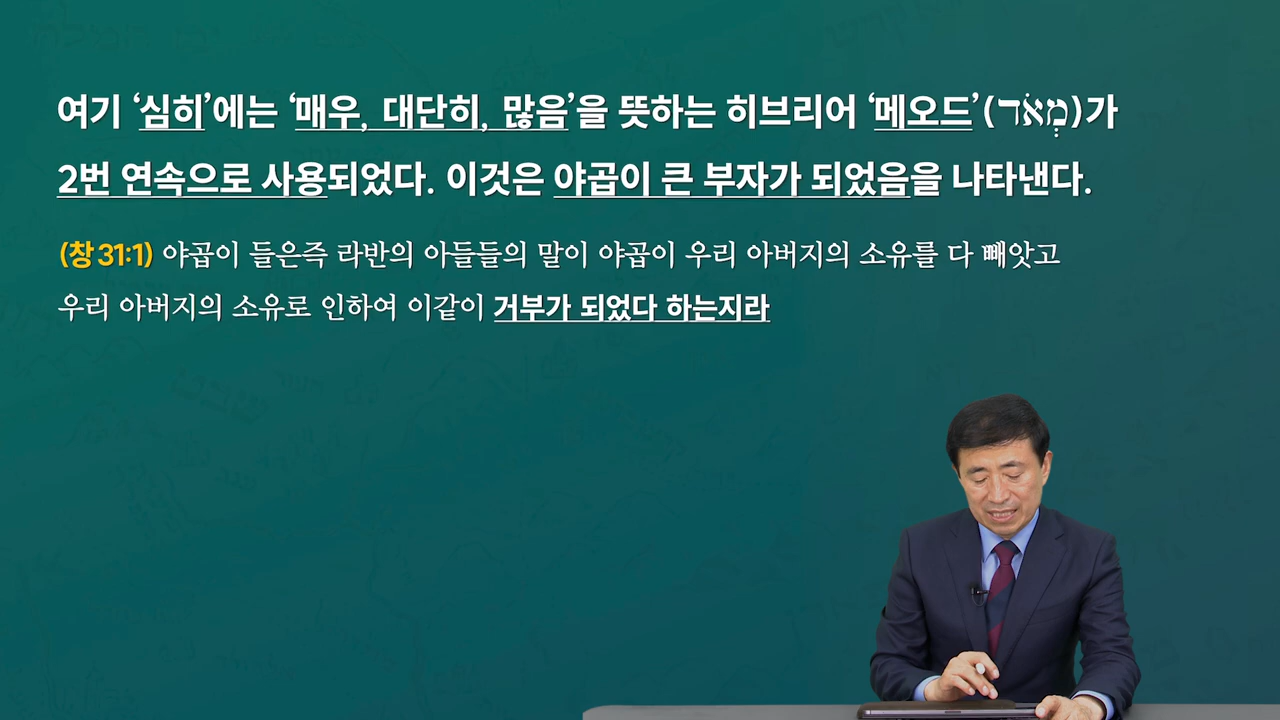 여기 ‘심히’에는 ‘매우, 대단히, 많음’을 뜻하는 히브리어 ‘메오드’(מְאֹד)가
2번 연속으로 사용되었다. 이것은 야곱이 큰 부자가 되었음을 나타낸다.
(창 31:1) 야곱이 들은즉 라반의 아들들의 말이 야곱이 우리 아버지의 소유를 다 빼앗고
우리 아버지의 소유로 인하여 이같이 거부가 되었다 하는지라